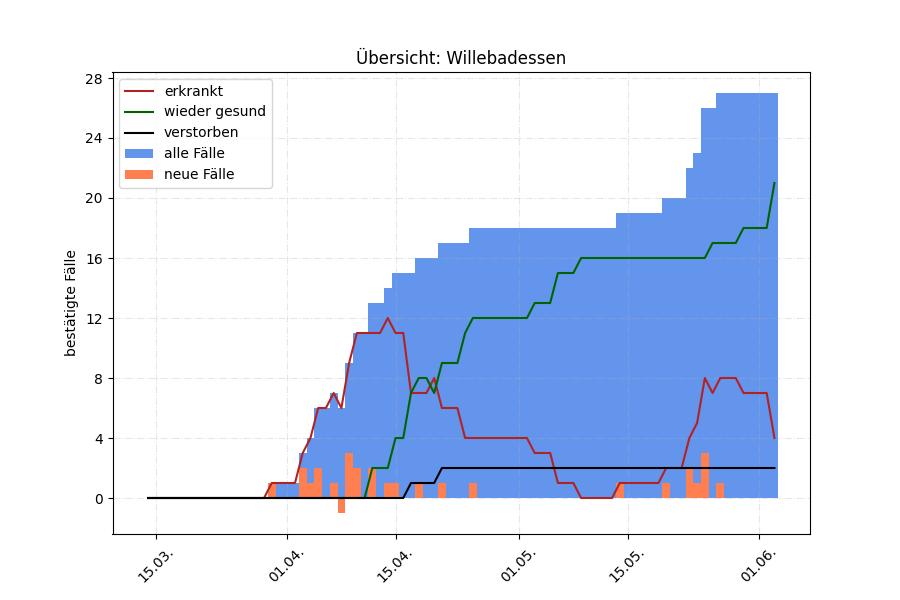 Übersicht: Willebadessen
erkrankt
wieder gesund
verstorben
alle Fälle
neue Fälle
bestätigte Fälle
28
24
20
16
12
8
4
0
15.03.
01.04.
15.04.
01.05.
15.05.
01.06.